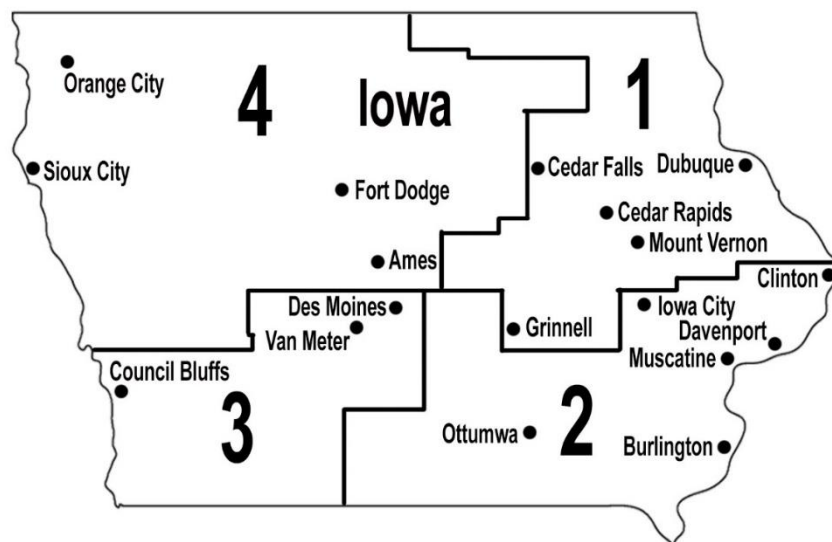 1
4
Iowa
Orange City
Sioux City
Cedar Falls
Dubuque
Fort Dodge
Cedar Rapids
Mount Vernon
Ames
Clinton
Des Moines
Iowa City
Van Meter
Grinnell
Davenport
Muscatine
Council Bluffs
3
2
Ottumwa
Burlington